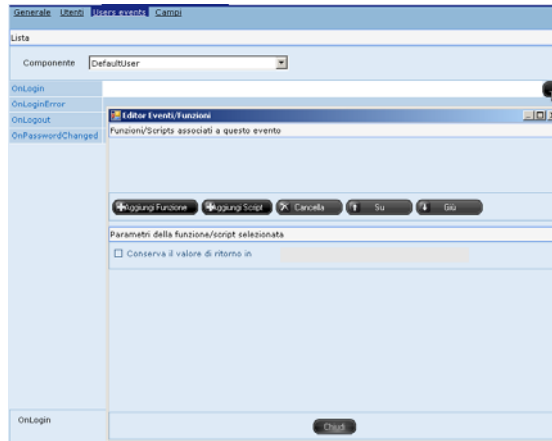 Generale Utenti Users events Campi
Lista
Componente DefaultUser
OnLogin
OnLoginError
OnLogout
OnPasswordChanged
Editor Eventi/Funzioni
Funzioni/Scripts associati a questo evento
Aggiungi Funzione Aggiungi Script Cancella Su Giù
Parametri della funzione/script selezionata
Conserva il valore di ritorno in
OnLogin
Chiudi